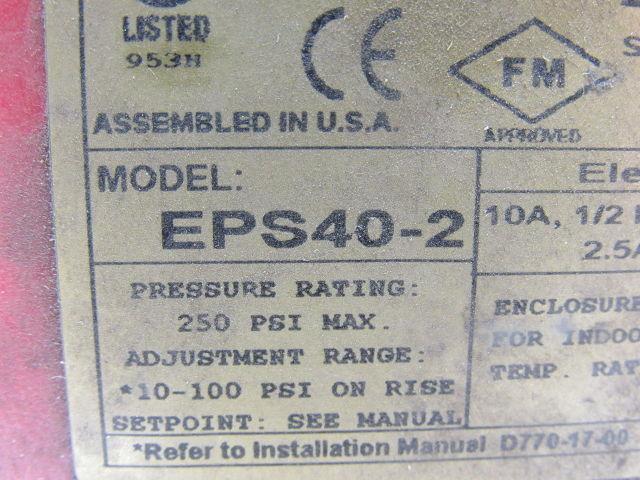 LISTED
953H
CE
FM
APPROVED
ASSEMBLED IN U.S.A.
MODEL:
EPS40-2
PRESSURE RATING:
250 PSI MAX.
ADJUSTMENT RANGE:
*10-100 PSI ON RISE
SETPOINT: SEE MANUAL
Ele
10A, 1/2
2.5A
ENCLOSURE
FOR INDOO
TEMP. RAT
*Refer to Installation Manual D770-17-00